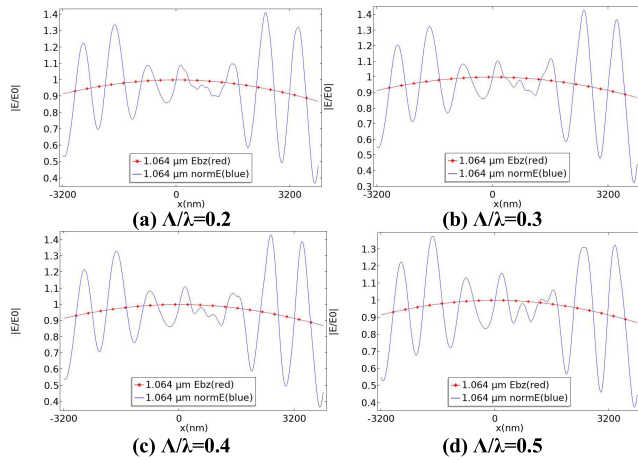 1.4
1.3
1.2
1.1
1
0.9
0.8
0.7
0.6
0.5
0.4
|E/E0|
1.064 μm Ebz(red)
1.064 μm normE(blue)
-3200 0 3200
x(nm)
(a) Λ/λ=0.2
1.4
1.3
1.2
1.1
1
0.9
0.8
0.7
0.6
0.5
0.4
0.3
|E/E0|
1.064 μm Ebz(red)
1.064 μm normE(blue)
-3200 0 3200
x(nm)
(b) Λ/λ=0.3
1.4
1.3
1.2
1.1
1
0.9
0.8
0.7
0.6
0.5
0.4
|E/E0|
1.064 μm Ebz(red)
1.064 μm normE(blue)
-3200 0 3200
x(nm)
(c) Λ/λ=0.4
1.3
1.2
1.1
1
0.9
0.8
0.7
0.6
0.5
0.4
|E/E0|
1.064 μm Ebz(red)
1.064 μm normE(blue)
-3200 0 3200
x(nm)
(d) Λ/λ=0.5